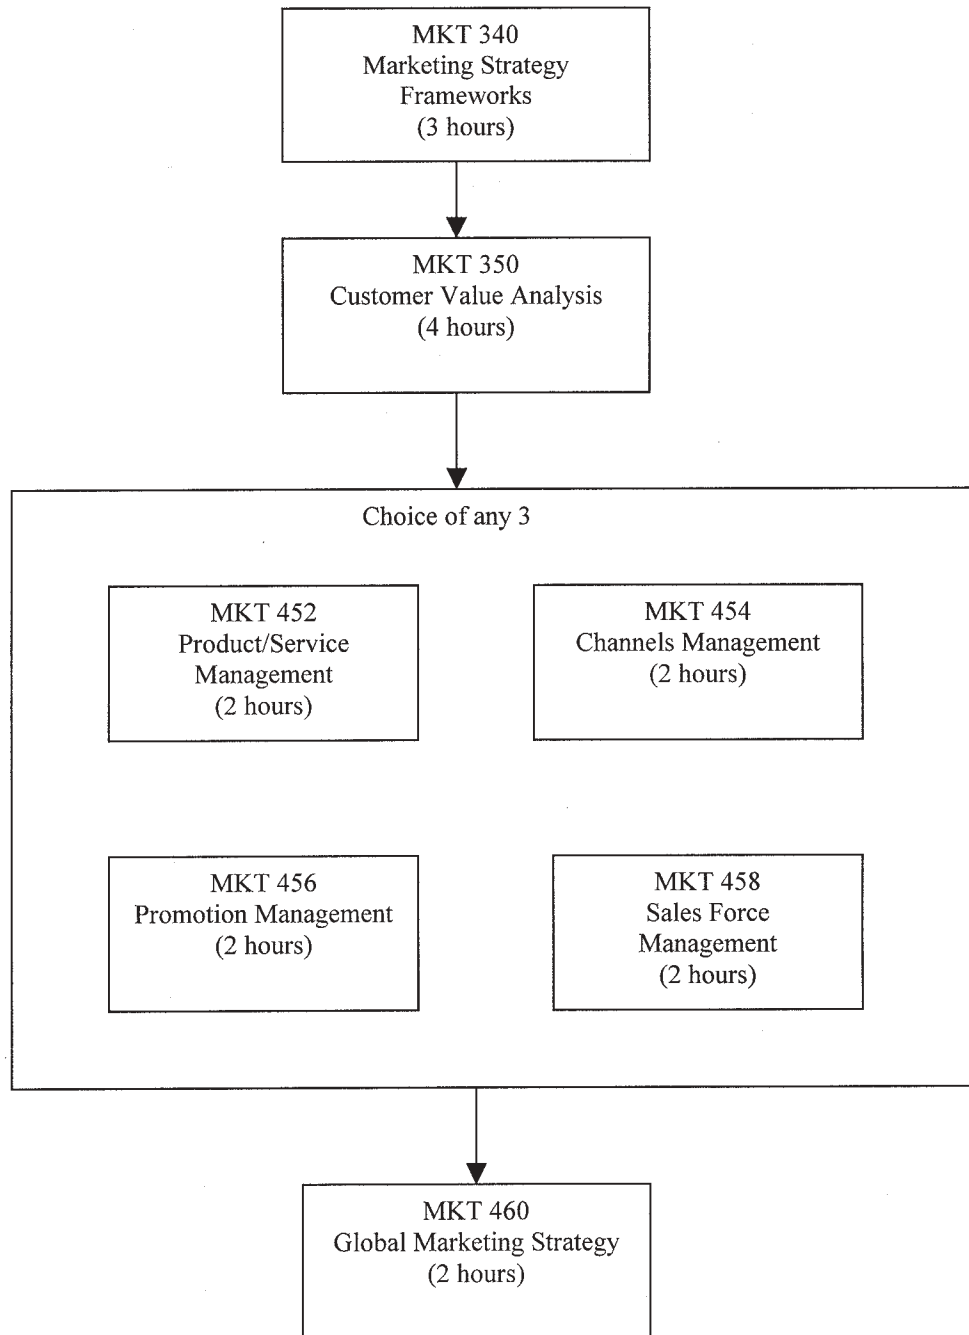 MKT 340
Marketing Strategy
Frameworks
(3 hours)
MKT 350
Customer Value Analysis
(4 hours)
Choice of any 3
MKT 452
Product/Service
Management
(2 hours)
MKT 454
Channels Management
(2 hours)
MKT 456
Promotion Management
(2 hours)
MKT 458
Sales Force
Management
(2 hours)
MKT 460
Global Marketing Strategy
(2 hours)